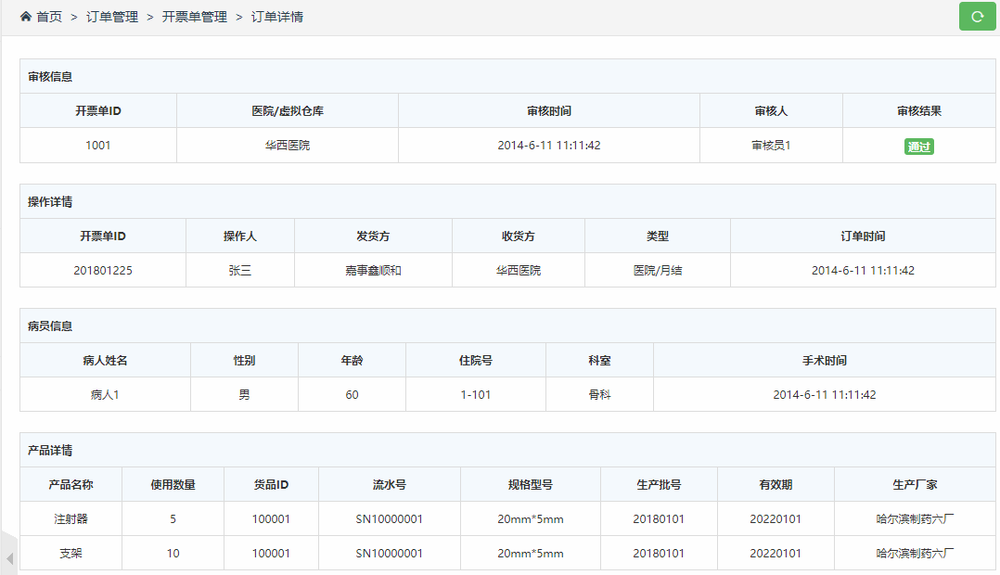 首页 > 订单管理 > 开票单管理 > 订单详情
审核信息
开票单ID 医院/虚拟仓库 审核时间 审核人 审核结果
1001 华西医院 2014-6-11 11:11:42 审核员1 通过
操作详情
开票单ID 操作人 发货方 收货方 类型 订单时间
201801225 张三 嘉事鑫顺和 华西医院 医院/月结 2014-6-11 11:11:42
病员信息
病人姓名 性别 年龄 住院号 科室 手术时间
病人1 男 60 1-101 骨科 2014-6-11 11:11:42
产品详情
产品名称 使用数量 货品ID 流水号 规格型号 生产批号 有效期 生产厂家
注射器 5 100001 SN10000001 20mm*5mm 20180101 20220101 哈尔滨制药六厂
支架 10 100001 SN10000001 20mm*5mm 20180101 20220101 哈尔滨制药六厂